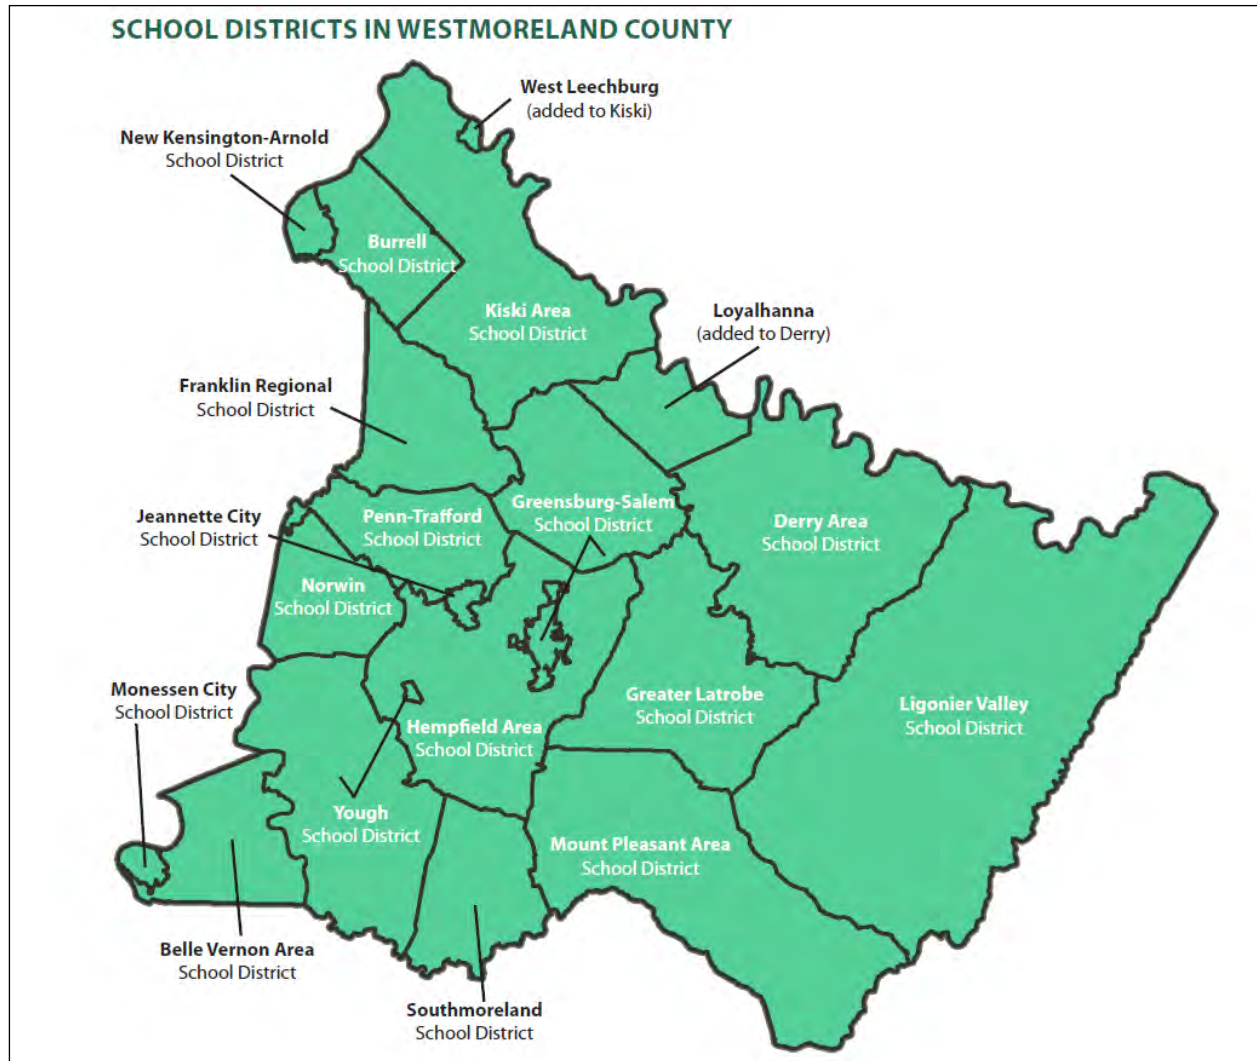 SCHOOL DISTRICTS IN WESTMORELAND COUNTY
West Leechburg
(added to Kiski)
New Kensington-Arnold
School District
Burrell
School District
Kiski Area
School District
Loyalhanna
(added to Derry)
Franklin Regional
School District
Jeannette City
School District
Penn-Trafford
School District
Greensburg-Salem
School District
Derry Area
School District
Norwin
School District
Monessen City
School District
Hempfield Area
School District
Greater Latrobe
School District
Ligonier Valley
School District
Yough
School District
Mount Pleasant Area
School District
Belle Vernon Area
School District
Southmoreland
School District